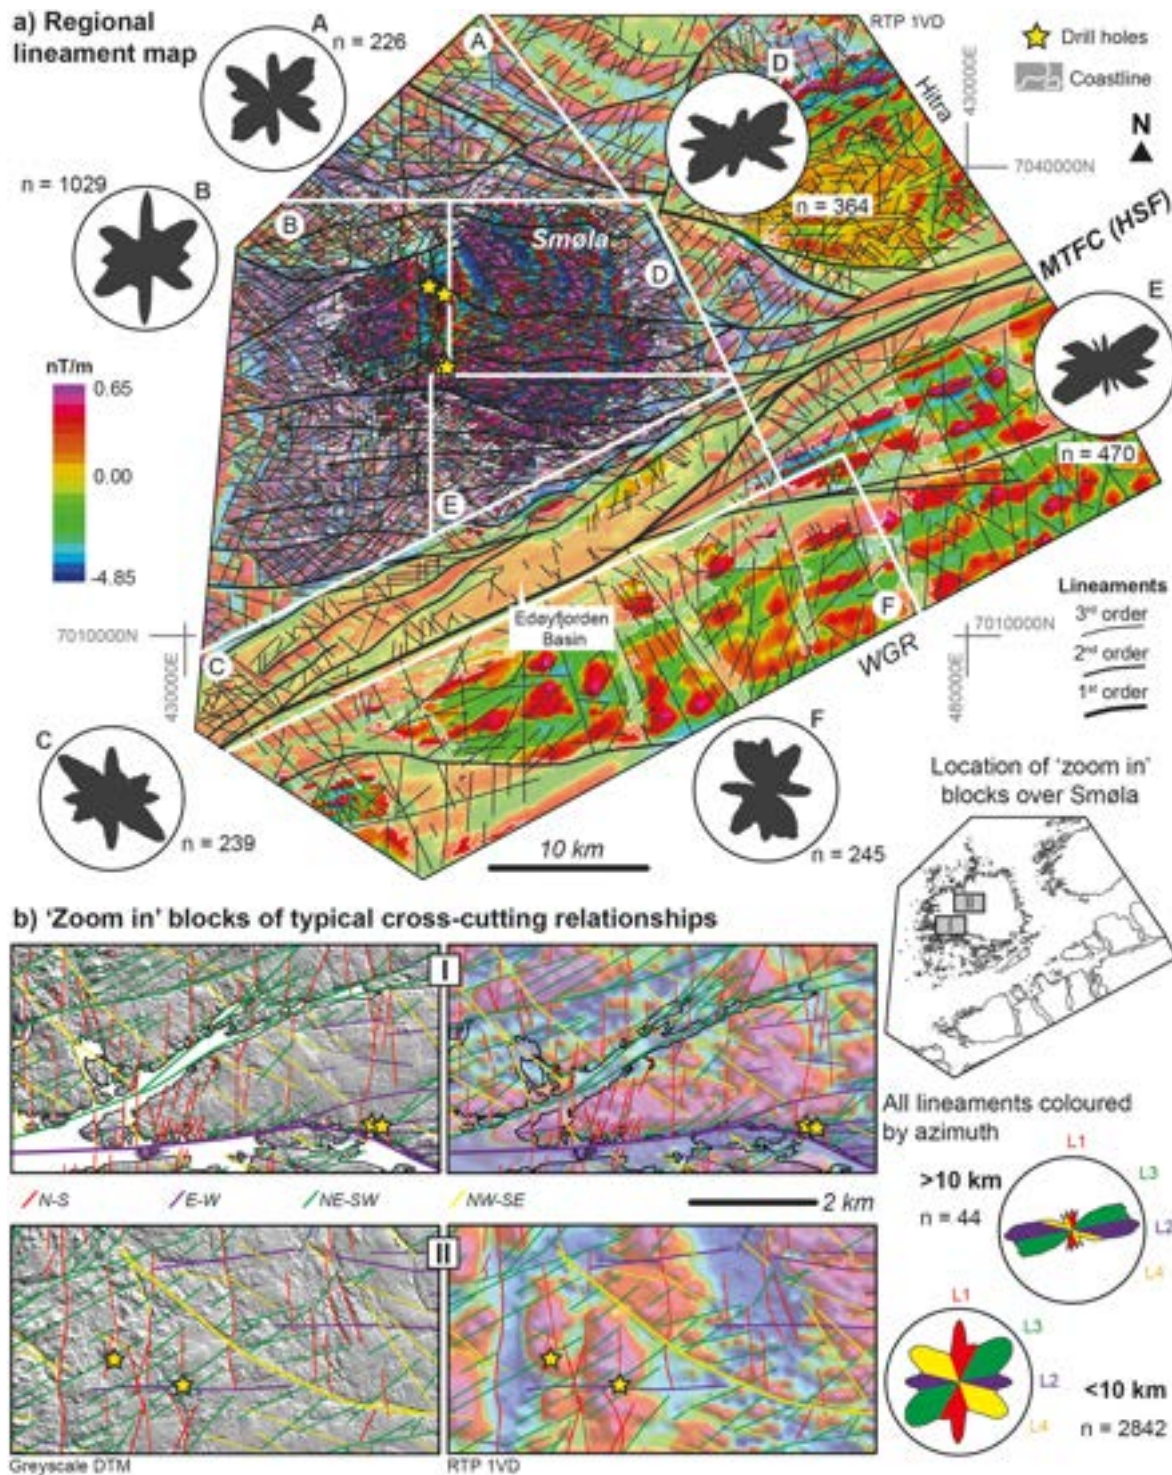 a) Regional
lineament map
A
n = 226
A
RTP 1VD
Drill holes
Coastline
D
Hitra
430000E
N
7040000N
n = 1029
B
n = 364
B
Smøla
D
MTFC (HSF)
E
nT/m
0.65
0.00
-4.85
n = 470
E
Lineaments
3rd order
2nd order
1st order
7010000N
Edøyfjorden
Basin
F
7010000N
C
WGR
430000E
480000E
C
F
n = 239
10 km
n = 245
Location of 'zoom in'
blocks over Smøla
b) 'Zoom in' blocks of typical cross-cutting relationships
I
All lineaments coloured
by azimuth
N-S
E-W
NE-SW
NW-SE
2 km
>10 km
n = 44
L1
L3
L2
L4
II
L1
L3
L2
L4
<10 km
n = 2842
Greyscale DTM
RTP 1VD